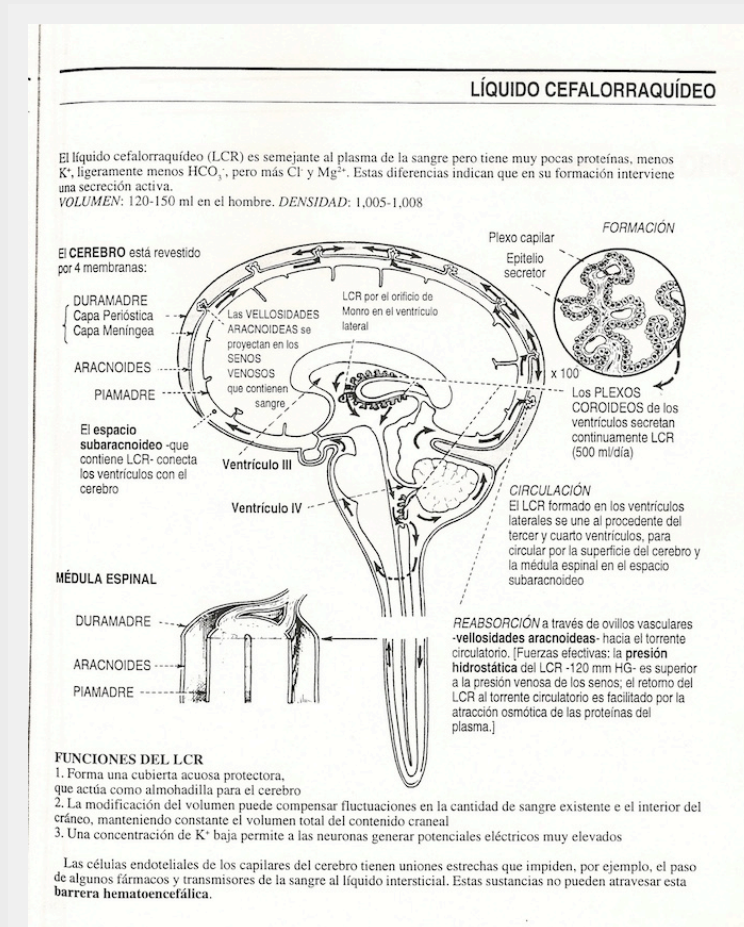 LÍQUIDO CEFALORRAQUÍDEO
El líquido cefalorraquídeo (LCR) es semejante al plasma de la sangre pero tiene muy pocas proteínas, menos
K⁺, ligeramente menos HCO₃⁻, pero más Cl⁻ y Mg²⁺. Estas diferencias indican que en su formación interviene
una secreción activa.
VOLUMEN: 120-150 ml en el hombre. DENSIDAD: 1,005-1,008
FORMACIÓN
Plexo capilar
Epitelio
secretor
x 100
El CEREBRO está revestido
por 4 membranas:
DURAMADRE
Capa Perióstica
Capa Meníngea
ARACNOIDES
PIAMADRE
El espacio
subaracnoideo -que
contiene LCR- conecta
los ventrículos con el
cerebro
Las VELLOSIDADES
ARACNOIDEAS se
proyectan en los
SENOS
VENOSOS
que contienen
sangre
LCR por el orificio de
Monro en el ventrículo
lateral
Ventrículo III
Ventrículo IV
Los PLEXOS
COROIDEOS de los
ventrículos secretan
continuamente LCR
(500 ml/día)
CIRCULACIÓN
El LCR formado en los ventrículos
laterales se une al procedente del
tercer y cuarto ventrículos, para
circular por la superficie del cerebro y
la médula espinal en el espacio
subaracnoideo
MÉDULA ESPINAL
DURAMADRE
ARACNOIDES
PIAMADRE
REABSORCIÓN a través de ovillos vasculares
-vellosidades aracnoideas- hacia el torrente
circulatorio. [Fuerzas efectivas: la presión
hidrostática del LCR -120 mm HG- es superior
a la presión venosa de los senos; el retorno del
LCR al torrente circulatorio es facilitado por la
atracción osmótica de las proteínas del
plasma.]
FUNCIONES DEL LCR
1. Forma una cubierta acuosa protectora,
que actúa como almohadilla para el cerebro
2. La modificación del volumen puede compensar fluctuaciones en la cantidad de sangre existente e el interior del
cráneo, manteniendo constante el volumen total del contenido craneal
3. Una concentración de K⁺ baja permite a las neuronas generar potenciales eléctricos muy elevados
Las células endoteliales de los capilares del cerebro tienen uniones estrechas que impiden, por ejemplo, el paso
de algunos fármacos y transmisores de la sangre al líquido intersticial. Estas sustancias no pueden atravesar esta
barrera hematoencefálica.